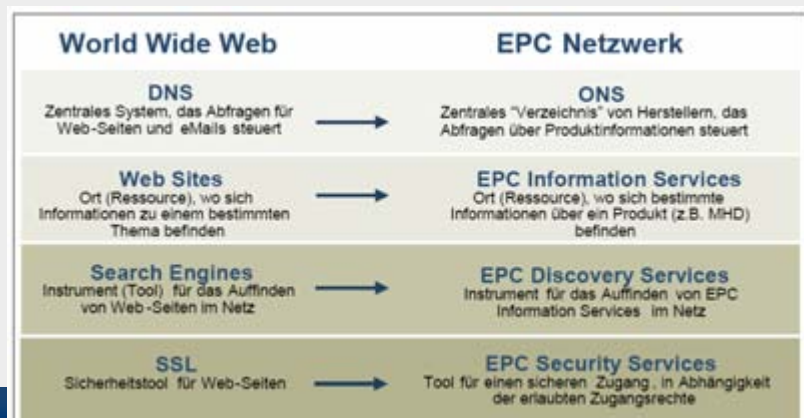 World Wide Web
EPC Netzwerk
DNS
Zentrales System, das Abfragen für
Web-Seiten und eMails steuert
ONS
Zentrales "Verzeichnis" von Herstellern, das
Abfragen über Produktinformationen steuert
Web Sites
Ort (Ressource), wo sich
Informationen zu einem bestimmten
Thema befinden
EPC Information Services
Ort (Ressource), wo sich bestimmte
Informationen über ein Produkt (z.B. MHD)
befinden
Search Engines
Instrument (Tool) für das Auffinden
von Web-Seiten im Netz
EPC Discovery Services
Instrument für das Auffinden von EPC
Information Services im Netz
SSL
Sicherheitstool für Web-Seiten
EPC Security Services
Tool für einen sicheren Zugang, in Abhängigkeit
der erlaubten Zugangsrechte